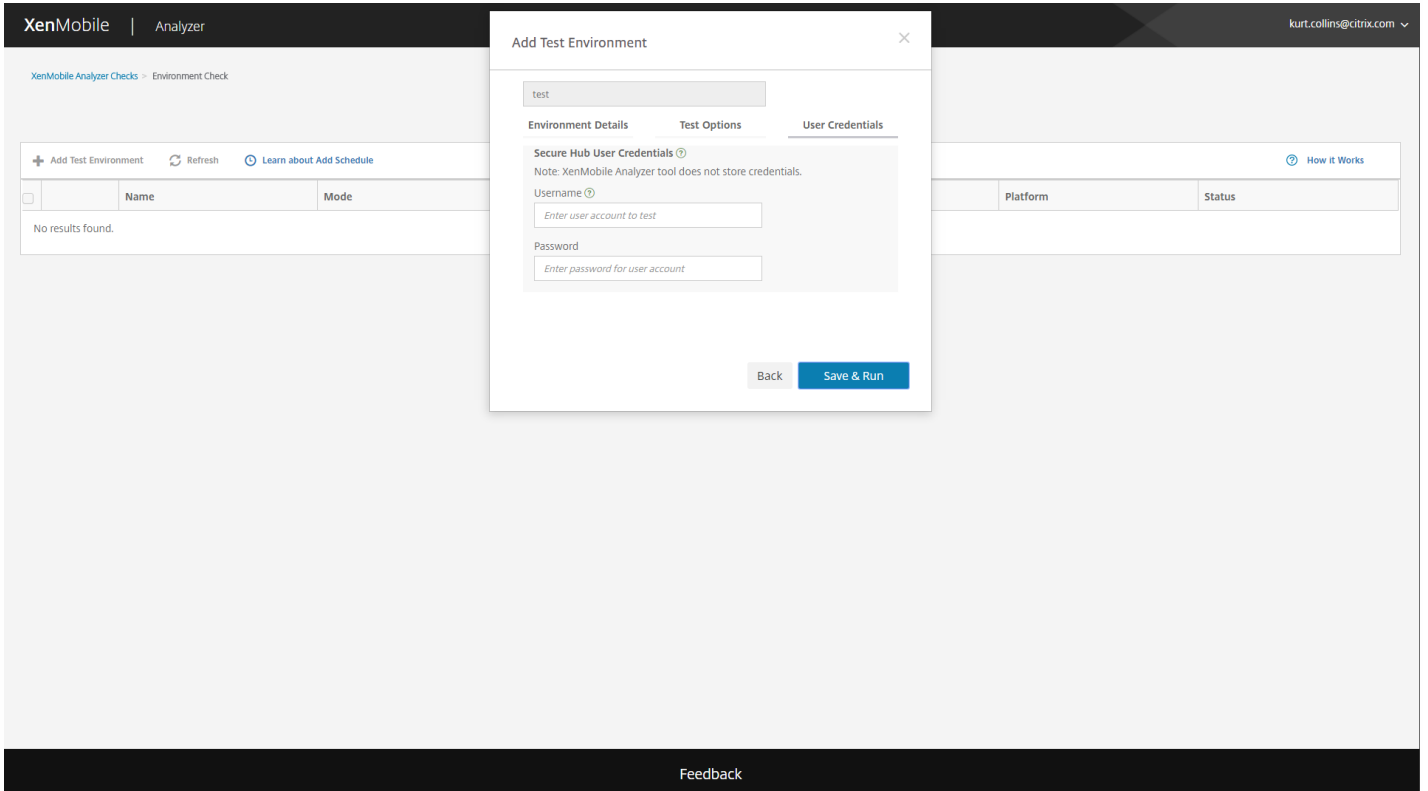 XenMobile | Analyzer
kurt.collins@citrix.com
Add Test Environment
XenMobile Analyzer Checks > Environment Check
test
Environment Details Test Options User Credentials
Secure Hub User Credentials
Note: XenMobile Analyzer tool does not store credentials.
Username
Enter user account to test
Password
Enter password for user account
Back Save & Run
Add Test Environment Refresh Learn about Add Schedule How it Works
Name Mode Platform Status
No results found.
Feedback